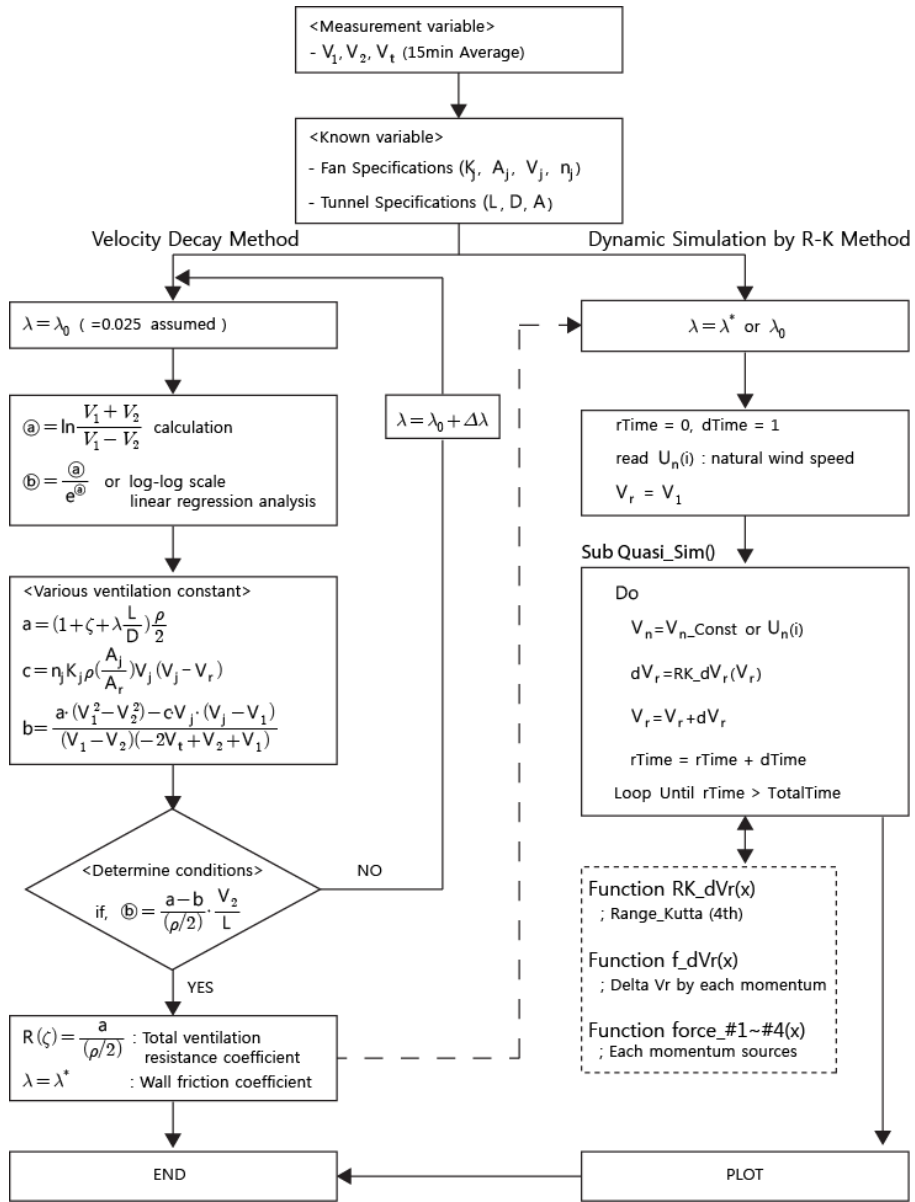 <Measurement variable>
- V₁, V₂, Vₜ (15min Average)
<Known variable>
- Fan Specifications (Kⱼ, Aⱼ, Vⱼ, nⱼ)
- Tunnel Specifications (L, D, A)
Velocity Decay Method
λ = λ₀ ( =0.025 assumed )
ⓐ = ln (V₁ + V₂)/(V₁ − V₂) calculation
ⓑ = ⓐ/e^ⓐ or log-log scale
linear regression analysis
λ = λ₀ + Δλ
<Various ventilation constant>
a = (1 + ζ + λ L/D) ρ/2
c = nⱼKⱼρ(Aⱼ/Aᵣ)Vⱼ(Vⱼ − Vᵣ)
b = (a·(V₁² − V₂²) − c·Vⱼ·(Vⱼ − V₁))/((V₁ − V₂)(−2Vₜ + V₂ + V₁))
<Determine conditions>
if, ⓑ = (a − b)/(ρ/2) · V₂/L
NO
YES
R(ζ) = a/(ρ/2) : Total ventilation
resistance coefficient
λ = λ* : Wall friction coefficient
END
Dynamic Simulation by R-K Method
λ = λ* or λ₀
rTime = 0, dTime = 1
read Uₙ(i) : natural wind speed
Vᵣ = V₁
Sub Quasi_Sim()
Do
Vₙ=Vₙ_Const or Uₙ(i)
dVᵣ=RK_dVᵣ(Vᵣ)
Vᵣ=Vᵣ+dVᵣ
rTime = rTime + dTime
Loop Until rTime > TotalTime
Function RK_dVr(x)
; Range_Kutta (4th)
Function f_dVr(x)
; Delta Vr by each momentum
Function force_#1~#4(x)
; Each momentum sources
PLOT